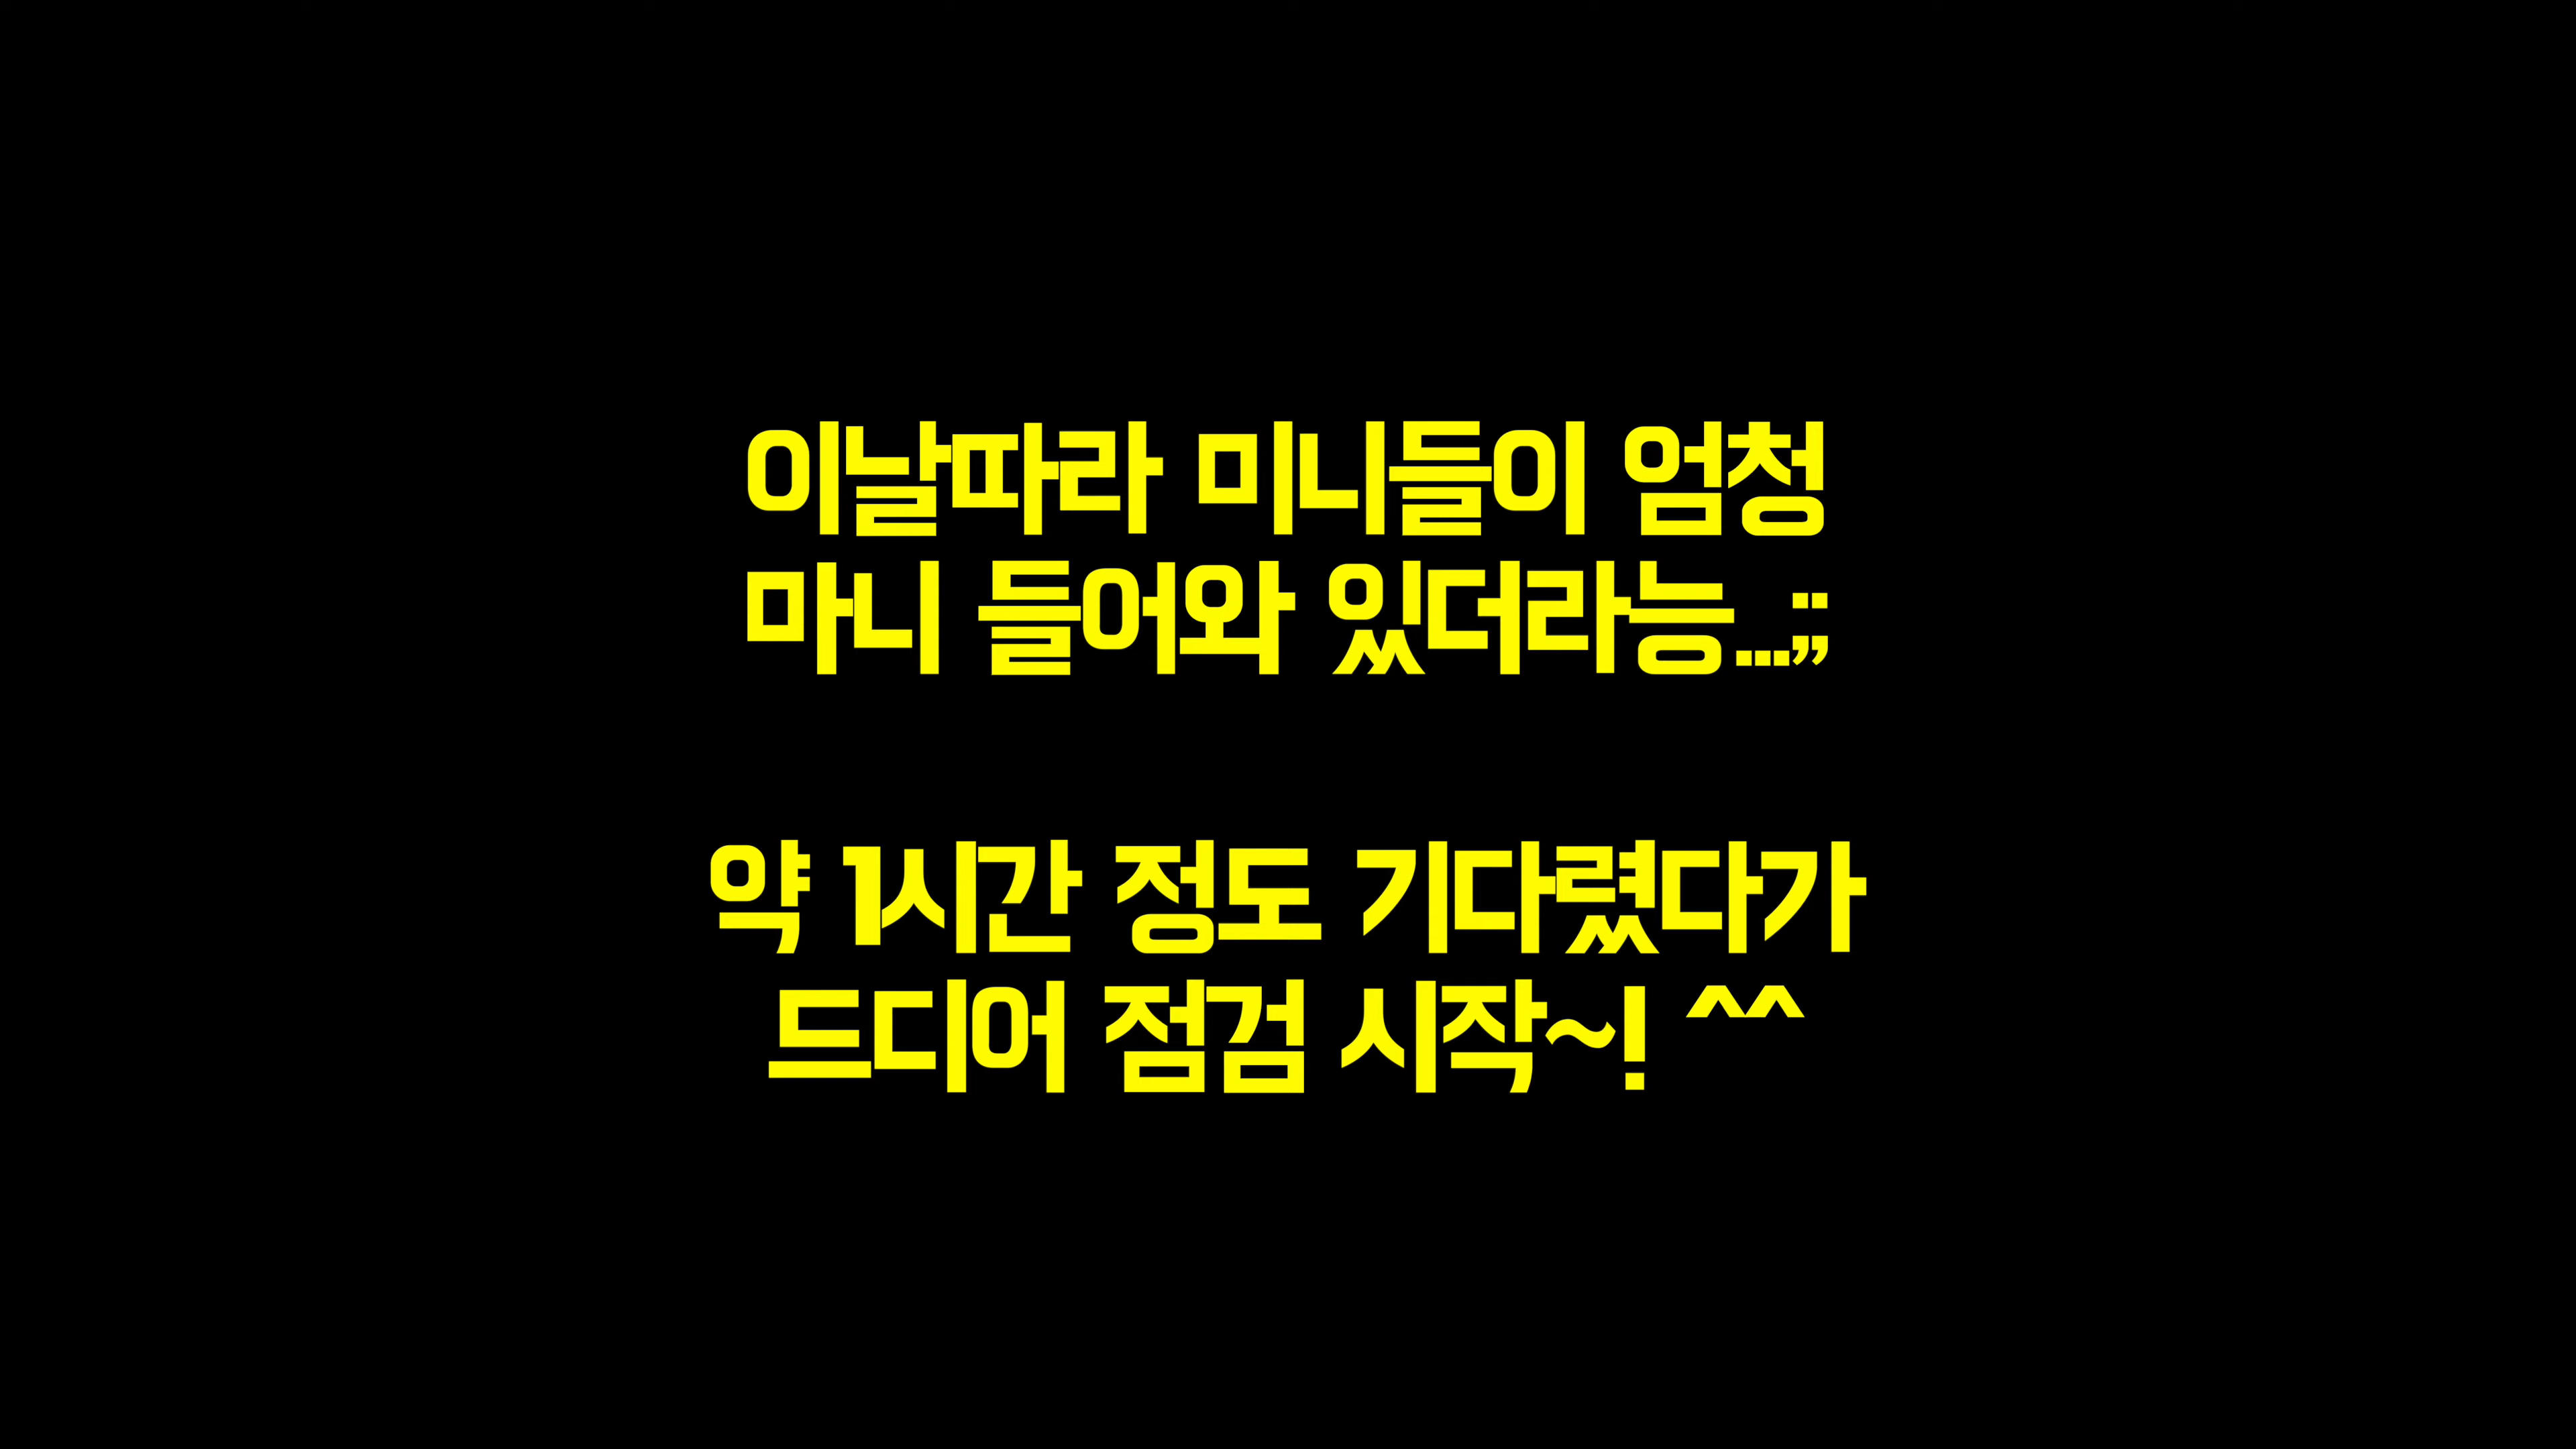 이날따라 미니들이 엄청
마니 들어와 있더라능...;;
약 1시간 정도 기다렸다가
드디어 점검 시작~! ^^